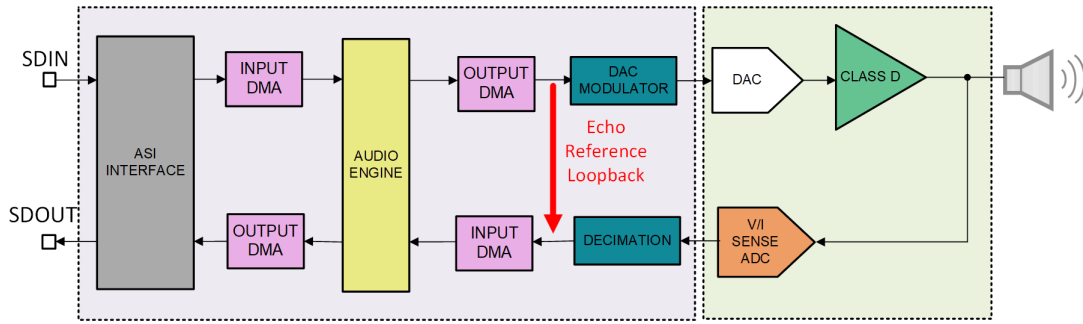 SDIN
ASI
INTERFACE
INPUT
DMA
AUDIO
ENGINE
OUTPUT
DMA
DAC
MODULATOR
DAC
CLASS D
Echo
Reference
Loopback
SDOUT
OUTPUT
DMA
INPUT
DMA
DECIMATION
V/I
SENSE
ADC